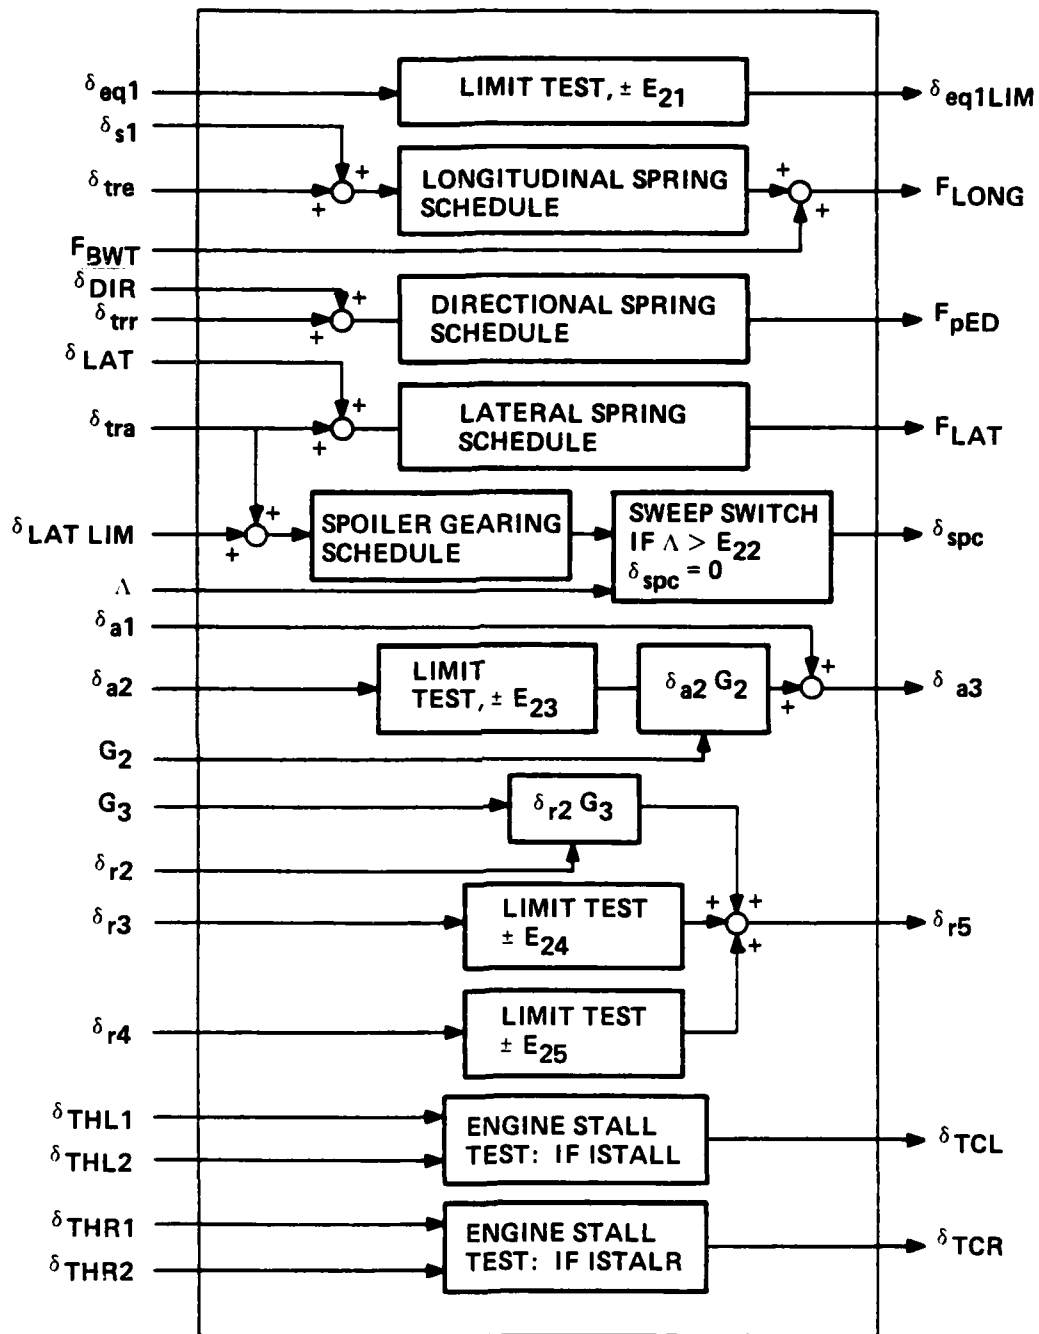 δeq1
LIMIT TEST, ± E21
δeq1LIM
δs1
+
δtre
+
LONGITUDINAL SPRING
SCHEDULE
+
+
FLONG
FBWT
δDIR
+
δtrr
+
DIRECTIONAL SPRING
SCHEDULE
FpED
δLAT
+
δtra
+
LATERAL SPRING
SCHEDULE
FLAT
+
δLAT LIM
+
SPOILER GEARING
SCHEDULE
SWEEP SWITCH
IF Λ > E22
δspc = 0
δspc
Λ
δa1
+
δa2
LIMIT
TEST, ± E23
δa2 G2
+
δa3
G2
G3
δr2 G3
δr2
δr3
LIMIT TEST
± E24
+
+
+
δr5
δr4
LIMIT TEST
± E25
δTHL1
δTHL2
ENGINE STALL
TEST: IF ISTALL
δTCL
δTHR1
δTHR2
ENGINE STALL
TEST: IF ISTALR
δTCR